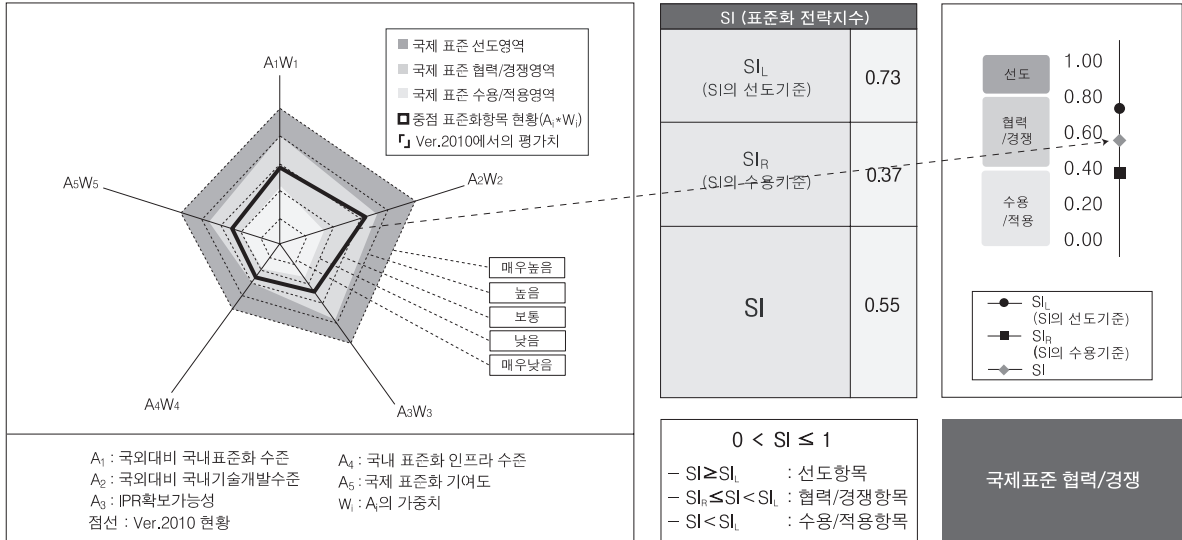 국제 표준 선도영역
국제 표준 협력/경쟁영역
국제 표준 수용/적용영역
중점 표준화항목 현황(Aᵢ*Wᵢ)
Ver.2010에서의 평가치
A₁W₁
A₂W₂
A₃W₃
A₄W₄
A₅W₅
매우높음
높음
보통
낮음
매우낮음
A₁ : 국외대비 국내표준화 수준
A₂ : 국외대비 국내기술개발수준
A₃ : IPR확보가능성
점선 : Ver.2010 현황
A₄ : 국내 표준화 인프라 수준
A₅ : 국제 표준화 기여도
Wᵢ : Aᵢ의 가중치
SI (표준화 전략지수)
SI_L 0.73
(SI의 선도기준)
SI_R 0.37
(SI의 수용기준)
SI 0.55
0 < SI ≤ 1
– SI≥SI_L : 선도항목
– SI_R≤SI<SI_L : 협력/경쟁항목
– SI<SI_L : 수용/적용항목
선도
협력
/경쟁
수용
/적용
1.00
0.80
0.60
0.40
0.20
0.00
SI_L
(SI의 선도기준)
SI_R
(SI의 수용기준)
SI
국제표준 협력/경쟁